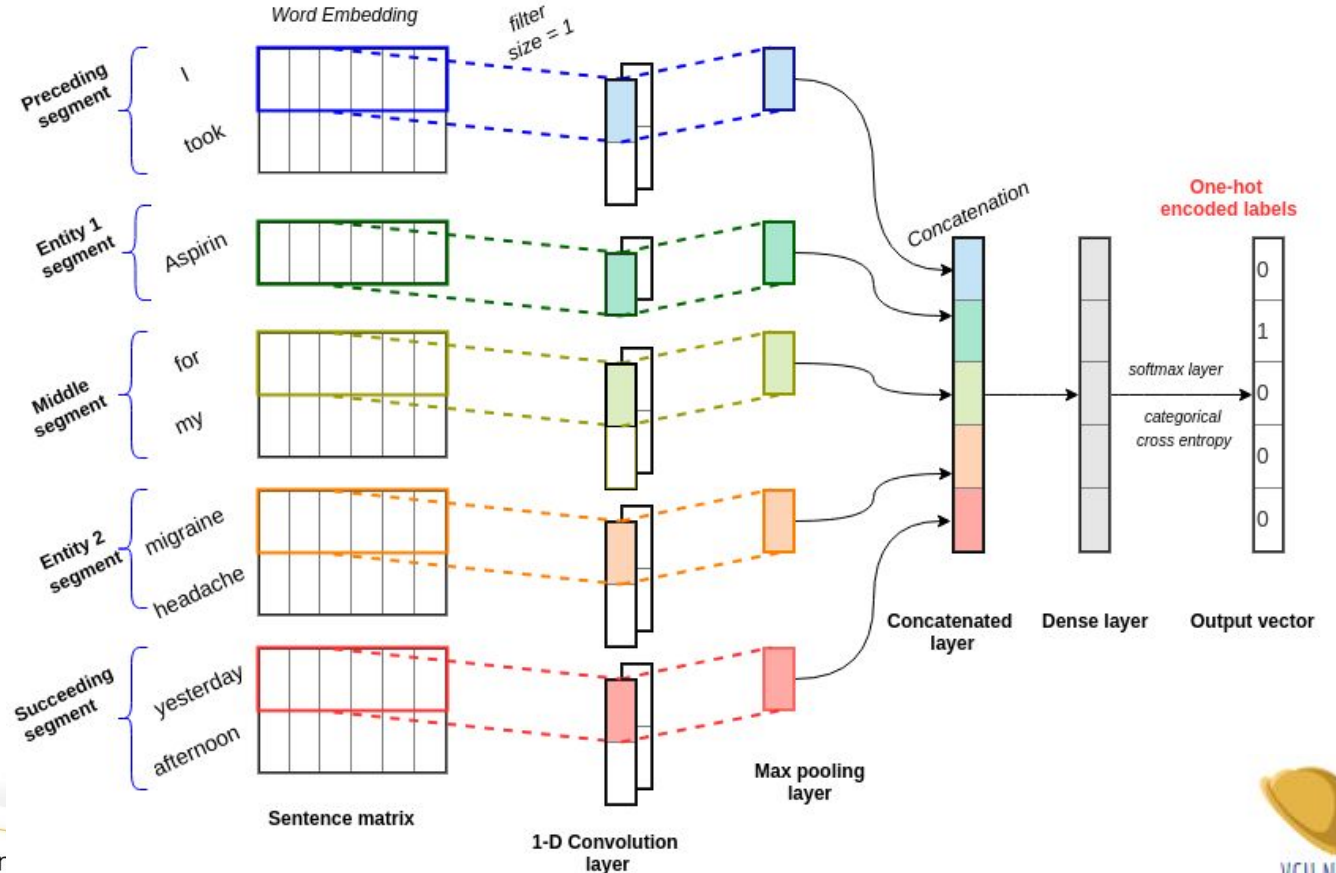 Word Embedding
filter
size = 1
Preceding
segment
I
took
Entity 1
segment
Aspirin
Middle
segment
for
my
Entity 2
segment
migraine
headache
Succeeding
segment
yesterday
afternoon
Sentence matrix
1-D Convolution
layer
Max pooling
layer
Concatenation
Concatenated
layer
Dense layer
softmax layer
categorical
cross entropy
One-hot
encoded labels
0
1
0
0
0
Output vector